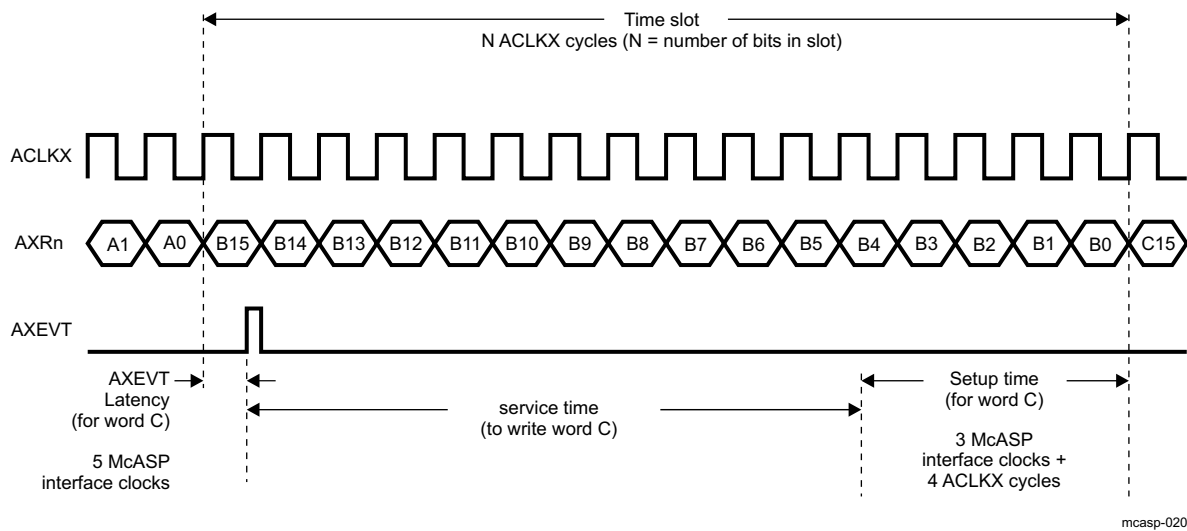 Time slot
N ACLKX cycles (N = number of bits in slot)
ACLKX
AXRn
A1 A0 B15 B14 B13 B12 B11 B10 B9 B8 B7 B6 B5 B4 B3 B2 B1 B0 C15
AXEVT
AXEVT
Latency
(for word C)
5 McASP
interface clocks
service time
(to write word C)
Setup time
(for word C)
3 McASP
interface clocks +
4 ACLKX cycles
mcasp-020